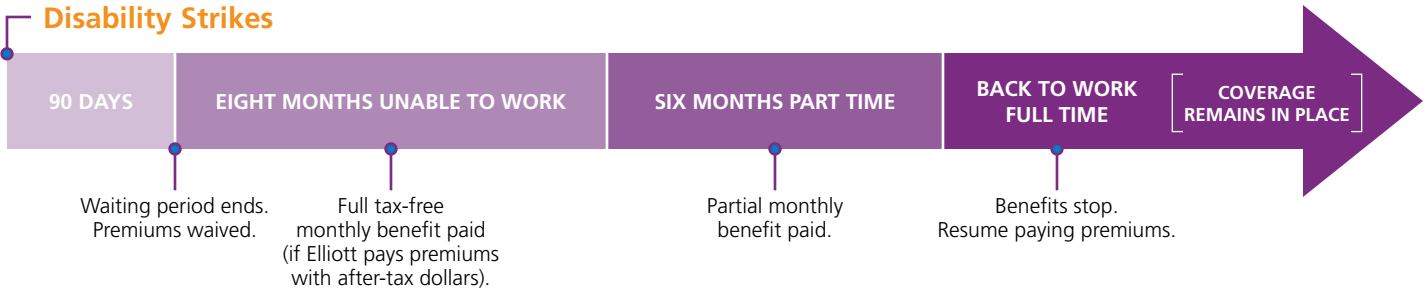 Disability Strikes
90 DAYS
EIGHT MONTHS UNABLE TO WORK
SIX MONTHS PART TIME
BACK TO WORK
FULL TIME
COVERAGE
REMAINS IN PLACE
Waiting period ends.
Premiums waived.
Full tax-free
monthly benefit paid
(if Elliott pays premiums
with after-tax dollars).
Partial monthly
benefit paid.
Benefits stop.
Resume paying premiums.